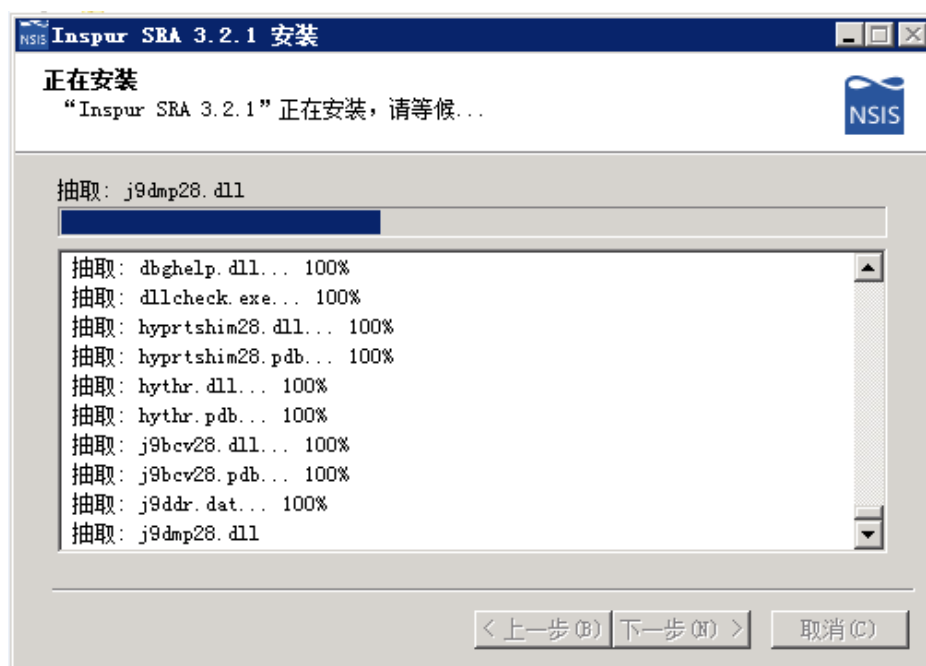 NSIS Inspur SRA 3.2.1 安装
正在安装
“Inspur SRA 3.2.1”正在安装，请等候...
NSIS
抽取: j9dmp28.dll
抽取: dbghelp.dll... 100%
抽取: dllcheck.exe... 100%
抽取: hyprtshim28.dll... 100%
抽取: hyprtshim28.pdb... 100%
抽取: hythr.dll... 100%
抽取: hythr.pdb... 100%
抽取: j9bcv28.dll... 100%
抽取: j9bcv28.pdb... 100%
抽取: j9ddr.dat... 100%
抽取: j9dmp28.dll
< 上一步(B) 下一步(N) > 取消(C)